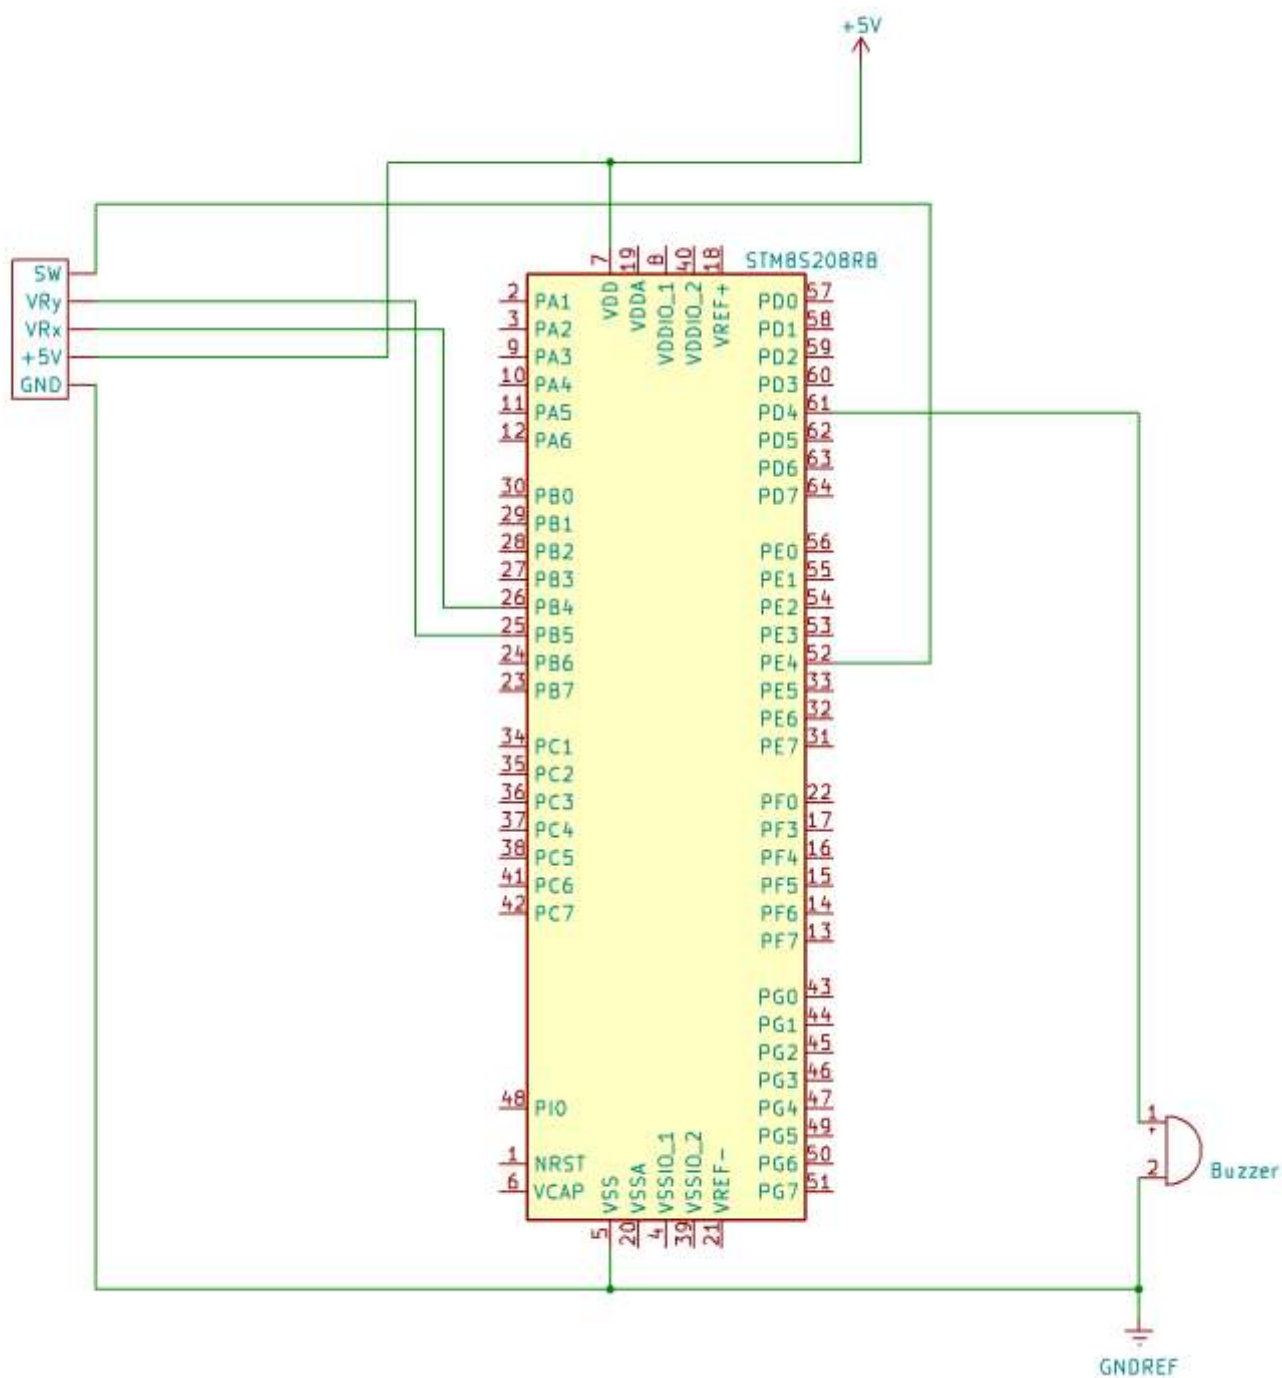 +5V
STM8S208RB
SW
VRy
VRx
+5V
GND
7
19
8
40
18
VDD
VDDA
VDDIO_1
VDDIO_2
VREF+
2 PA1
3 PA2
9 PA3
10 PA4
11 PA5
12 PA6
30 PB0
29 PB1
28 PB2
27 PB3
26 PB4
25 PB5
24 PB6
23 PB7
34 PC1
35 PC2
36 PC3
37 PC4
38 PC5
41 PC6
42 PC7
48 PI0
1 NRST
6 VCAP
PD0 57
PD1 58
PD2 59
PD3 60
PD4 61
PD5 62
PD6 63
PD7 64
PE0 56
PE1 55
PE2 54
PE3 53
PE4 52
PE5 33
PE6 32
PE7 31
PF0 22
PF3 17
PF4 16
PF5 15
PF6 14
PF7 13
PG0 43
PG1 44
PG2 45
PG3 46
PG4 47
PG5 49
PG6 50
PG7 51
VSS
VSSA
VSSIO_1
VSSIO_2
VREF-
5
20
4
39
21
1
+
2
Buzzer
GNDREF